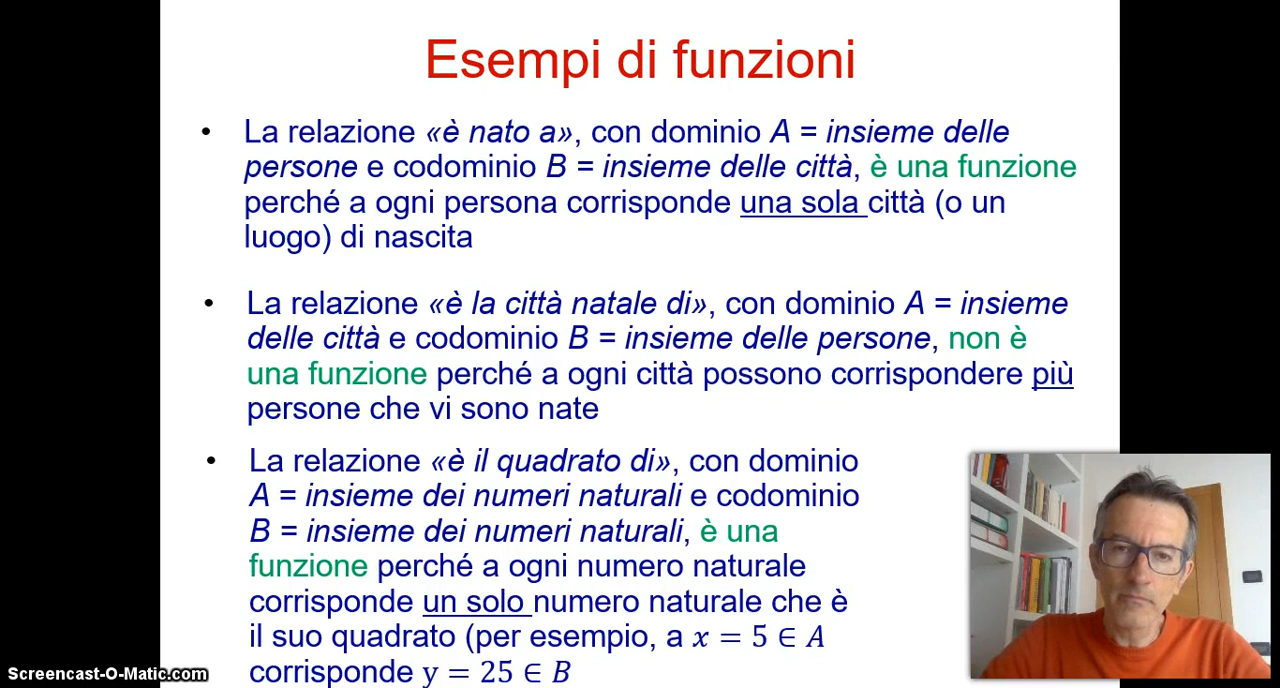 Esempi di funzioni
• La relazione «è nato a», con dominio A = insieme delle
persone e codominio B = insieme delle città, è una funzione
perché a ogni persona corrisponde una sola città (o un
luogo) di nascita
• La relazione «è la città natale di», con dominio A = insieme
delle città e codominio B = insieme delle persone, non è
una funzione perché a ogni città possono corrispondere più
persone che vi sono nate
• La relazione «è il quadrato di», con dominio
A = insieme dei numeri naturali e codominio
B = insieme dei numeri naturali, è una
funzione perché a ogni numero naturale
corrisponde un solo numero naturale che è
il suo quadrato (per esempio, a x = 5 ∈ A
corrisponde y = 25 ∈ B
Screencast-O-Matic.com